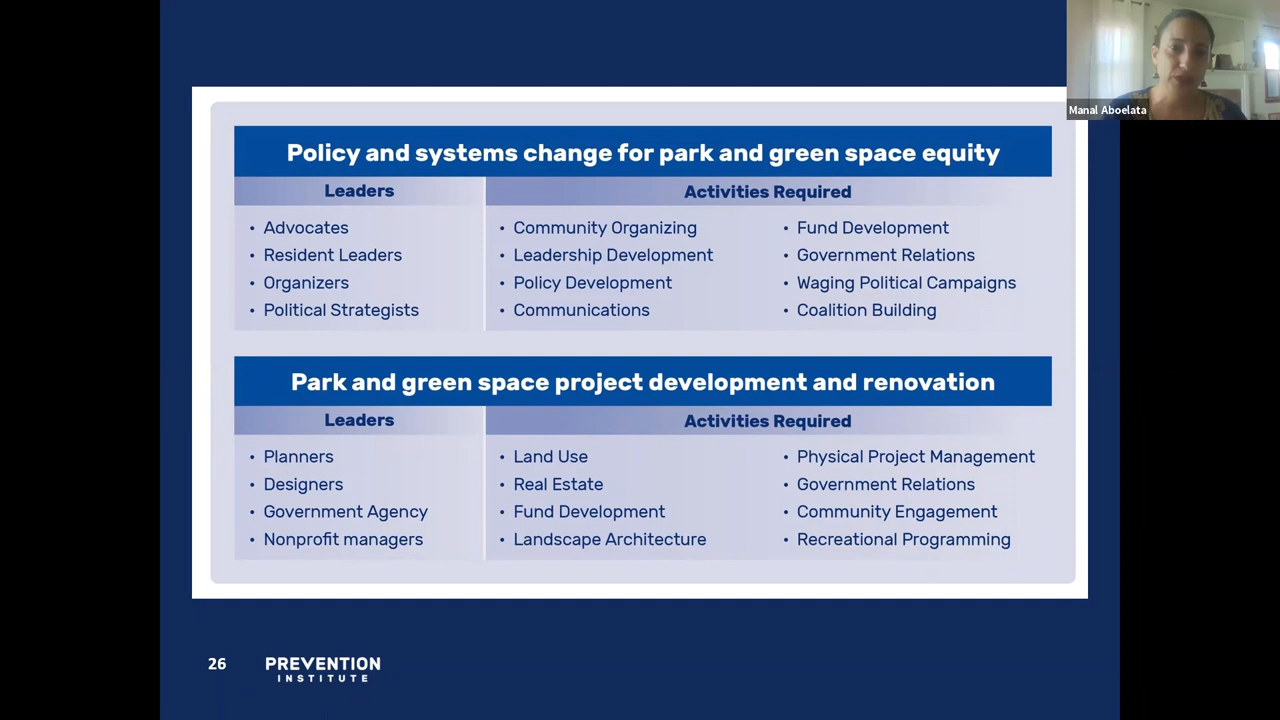 Manal Aboelata
Policy and systems change for park and green space equity
Leaders
Activities Required
• Advocates
• Resident Leaders
• Organizers
• Political Strategists
• Community Organizing
• Leadership Development
• Policy Development
• Communications
• Fund Development
• Government Relations
• Waging Political Campaigns
• Coalition Building
Park and green space project development and renovation
Leaders
Activities Required
• Planners
• Designers
• Government Agency
• Nonprofit managers
• Land Use
• Real Estate
• Fund Development
• Landscape Architecture
• Physical Project Management
• Government Relations
• Community Engagement
• Recreational Programming
26
PREVENTION
INSTITUTE